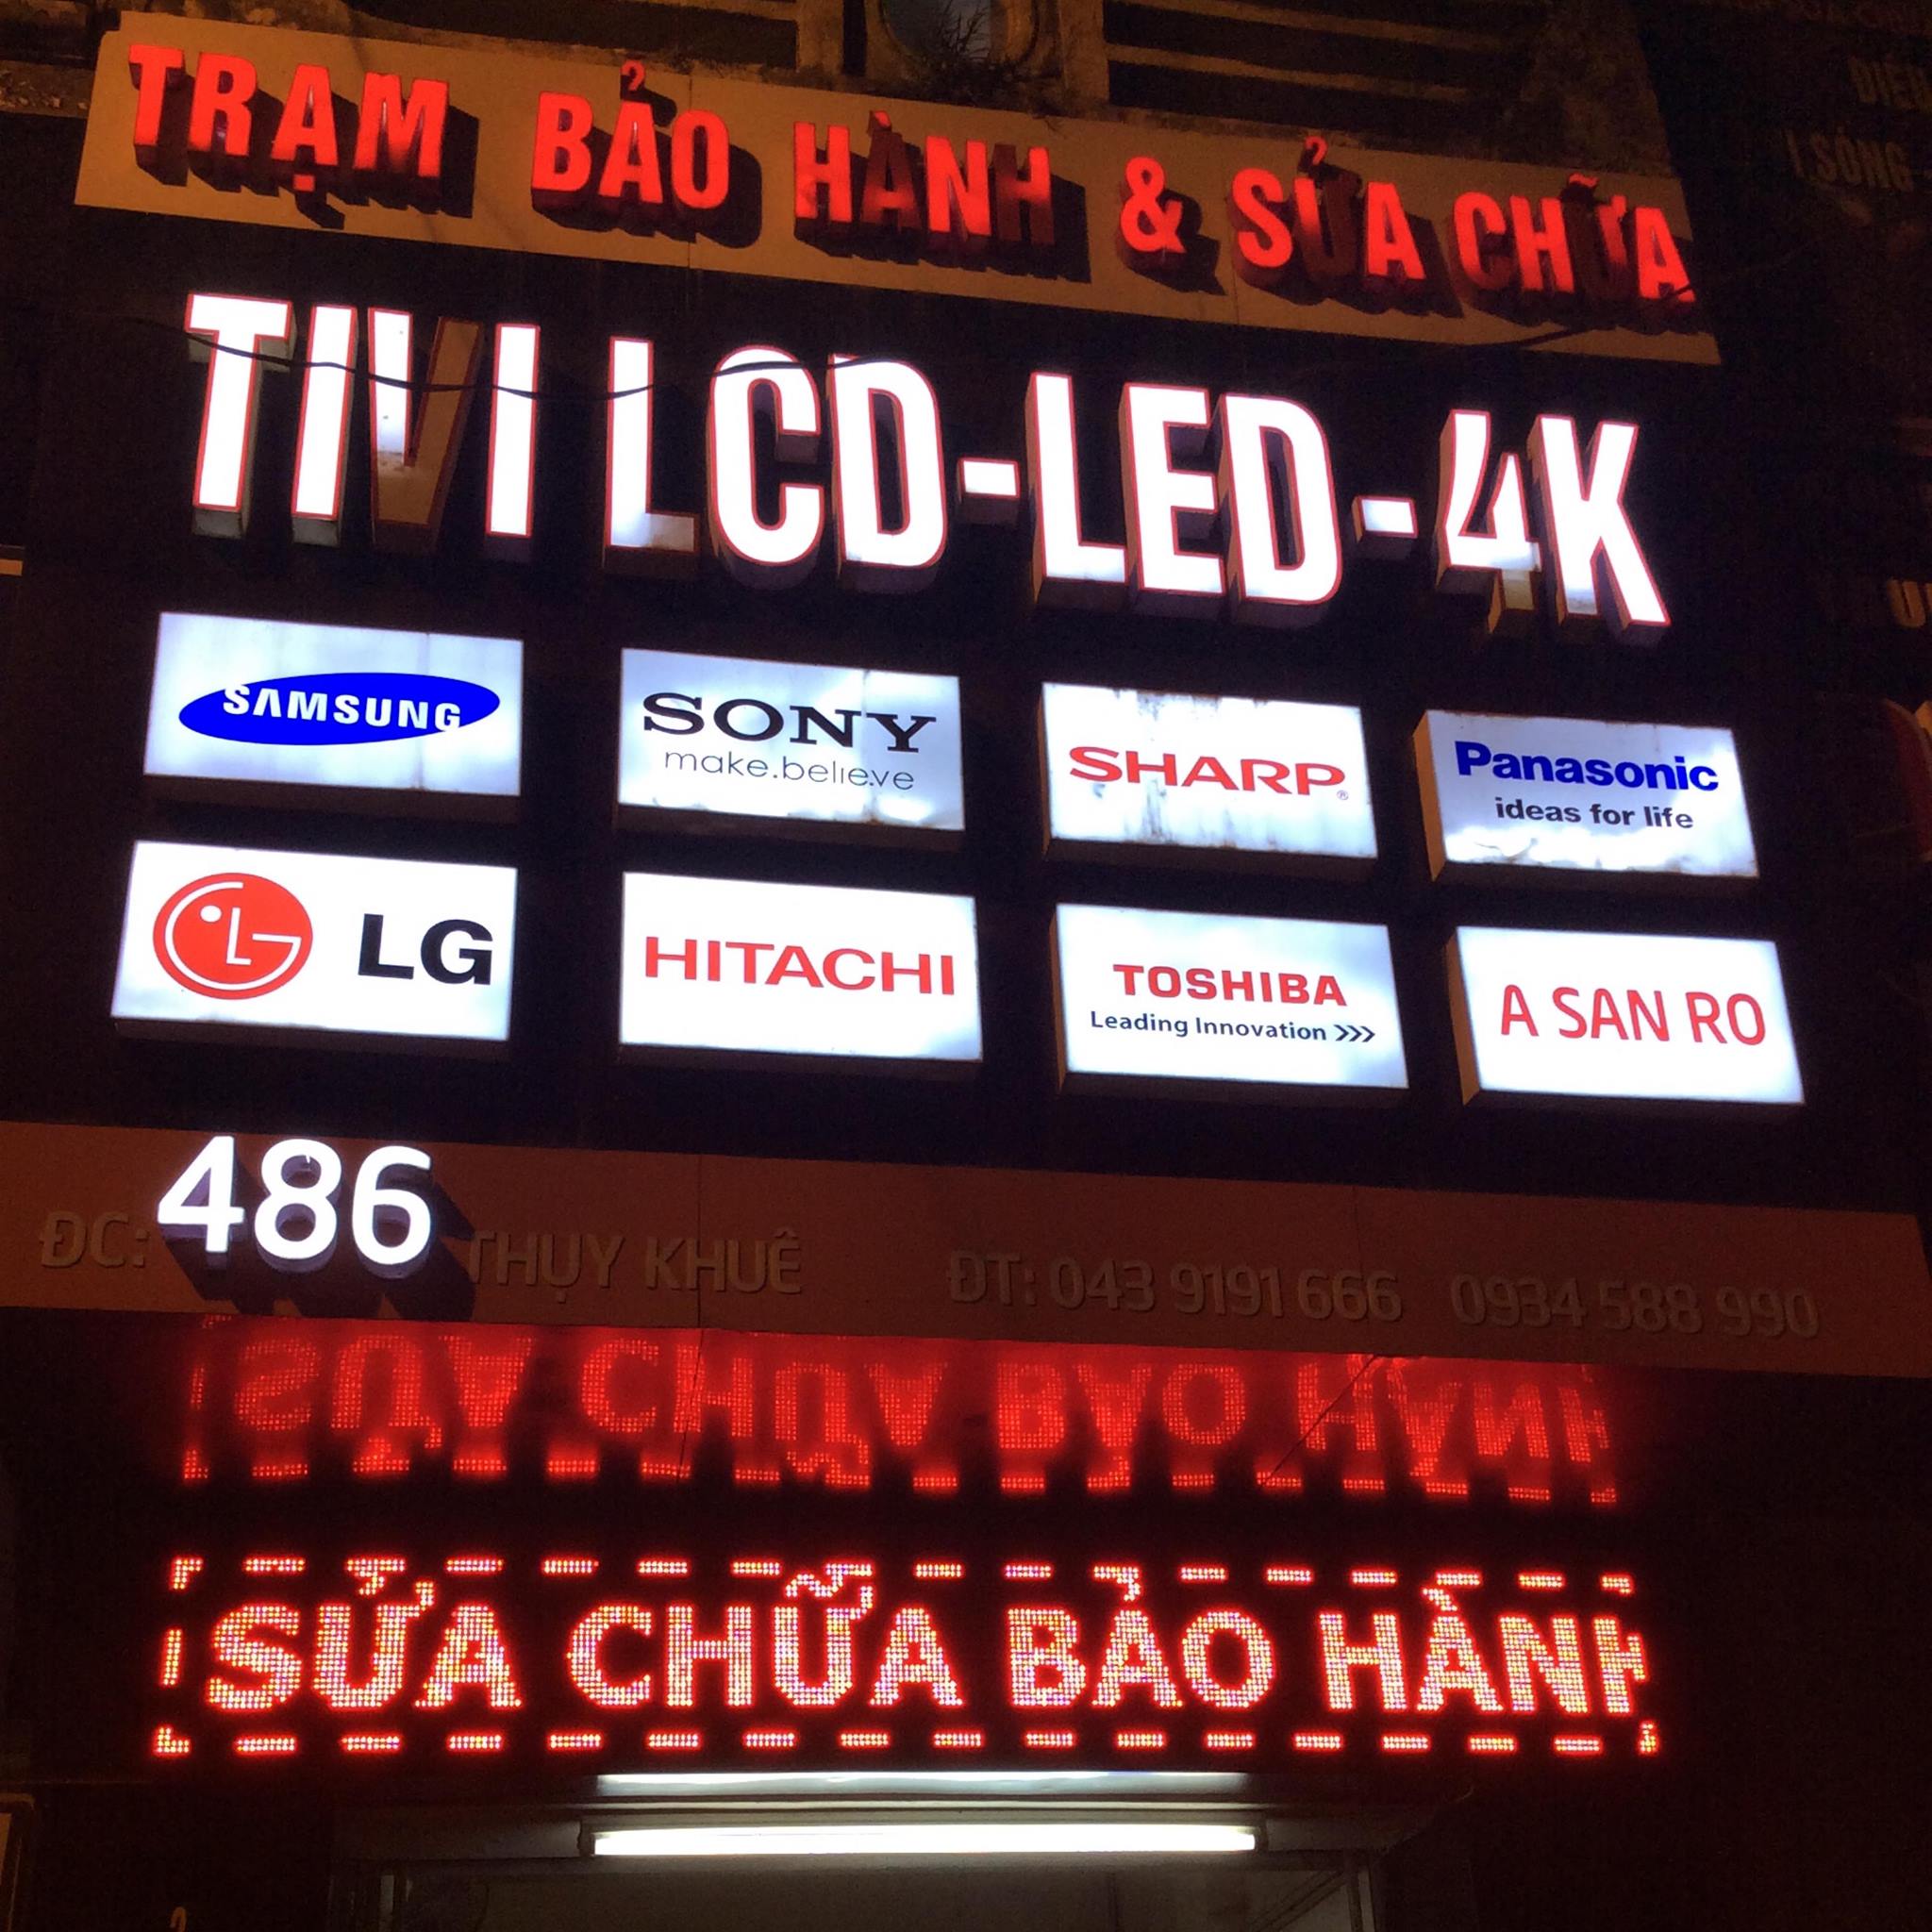 TRẠM BẢO HÀNH & SỬA CHỮA
TIVI LCD-LED-4K
SAMSUNG
SONY
make.believe
SHARP
Panasonic
ideas for life
LG
HITACHI
TOSHIBA
Leading Innovation >>>
A SAN RO
ĐC: 486 THỤY KHUÊ ĐT: 043 9191 666 0934 588 990
SỬA CHỮA BẢO HÀNH